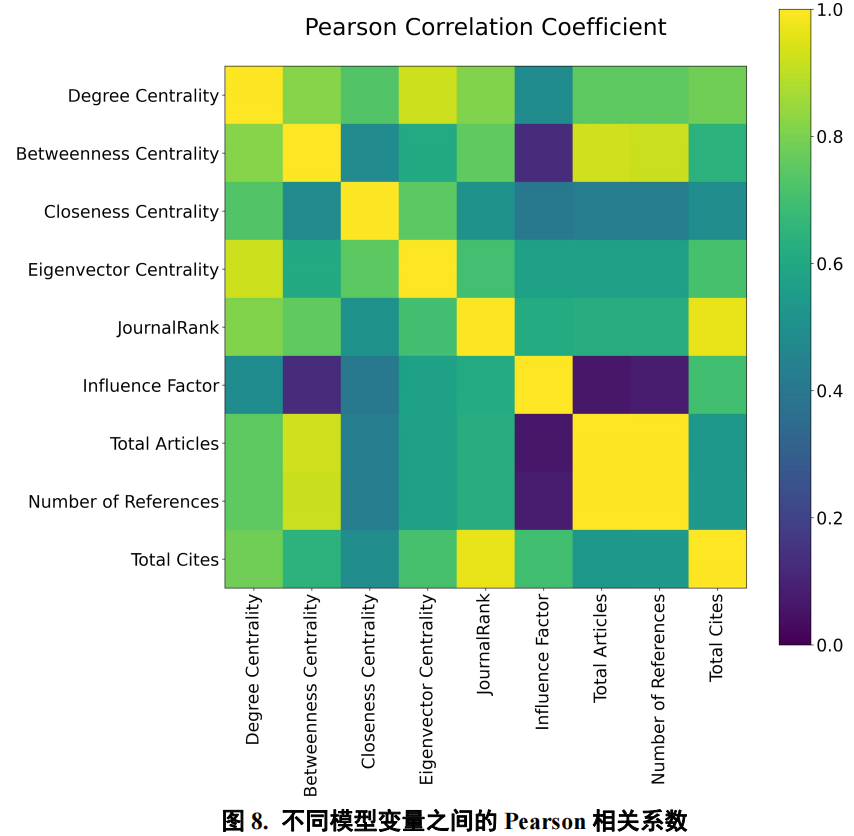 Pearson Correlation Coefficient
1.0
Degree Centrality
Betweenness Centrality
0.8
Closeness Centrality
Eigenvector Centrality
0.6
JournalRank
Influence Factor
0.4
Total Articles
Number of References
0.2
Total Cites
0.0
Degree Centrality
Betweenness Centrality
Closeness Centrality
Eigenvector Centrality
JournalRank
Influence Factor
Total Articles
Number of References
Total Cites
图 8. 不同模型变量之间的 Pearson 相关系数